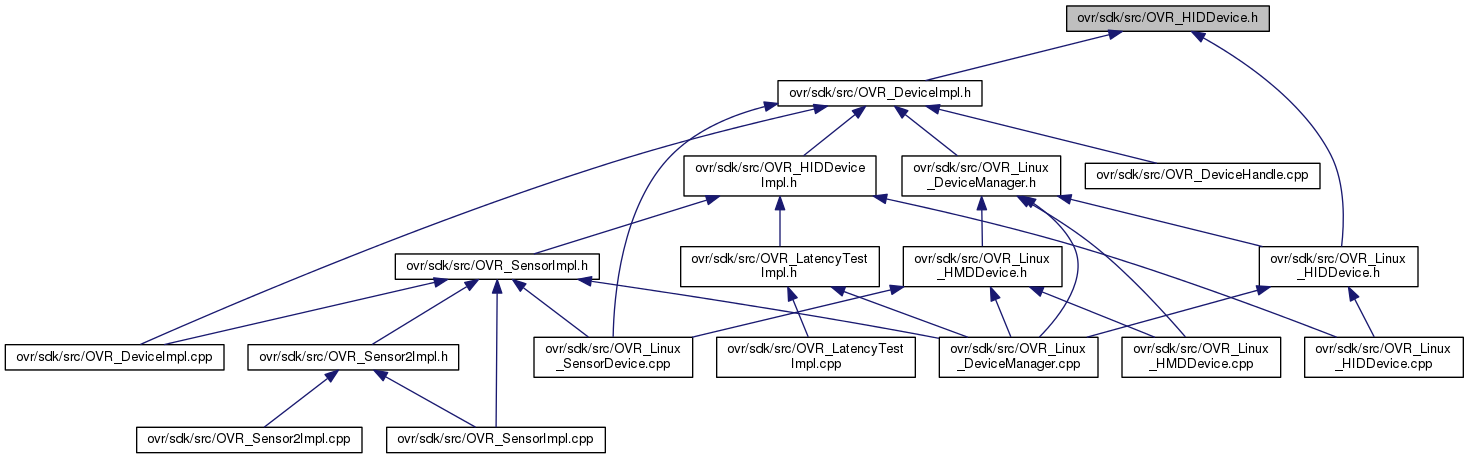 ovr/sdk/src/OVR_HIDDevice.h
ovr/sdk/src/OVR_DeviceImpl.h
ovr/sdk/src/OVR_HIDDevice
Impl.h
ovr/sdk/src/OVR_Linux
_DeviceManager.h
ovr/sdk/src/OVR_DeviceHandle.cpp
ovr/sdk/src/OVR_SensorImpl.h
ovr/sdk/src/OVR_LatencyTest
Impl.h
ovr/sdk/src/OVR_Linux
_HMDDevice.h
ovr/sdk/src/OVR_Linux
_HIDDevice.h
ovr/sdk/src/OVR_DeviceImpl.cpp
ovr/sdk/src/OVR_Sensor2Impl.h
ovr/sdk/src/OVR_Linux
_SensorDevice.cpp
ovr/sdk/src/OVR_LatencyTest
Impl.cpp
ovr/sdk/src/OVR_Linux
_DeviceManager.cpp
ovr/sdk/src/OVR_Linux
_HMDDevice.cpp
ovr/sdk/src/OVR_Linux
_HIDDevice.cpp
ovr/sdk/src/OVR_Sensor2Impl.cpp
ovr/sdk/src/OVR_SensorImpl.cpp